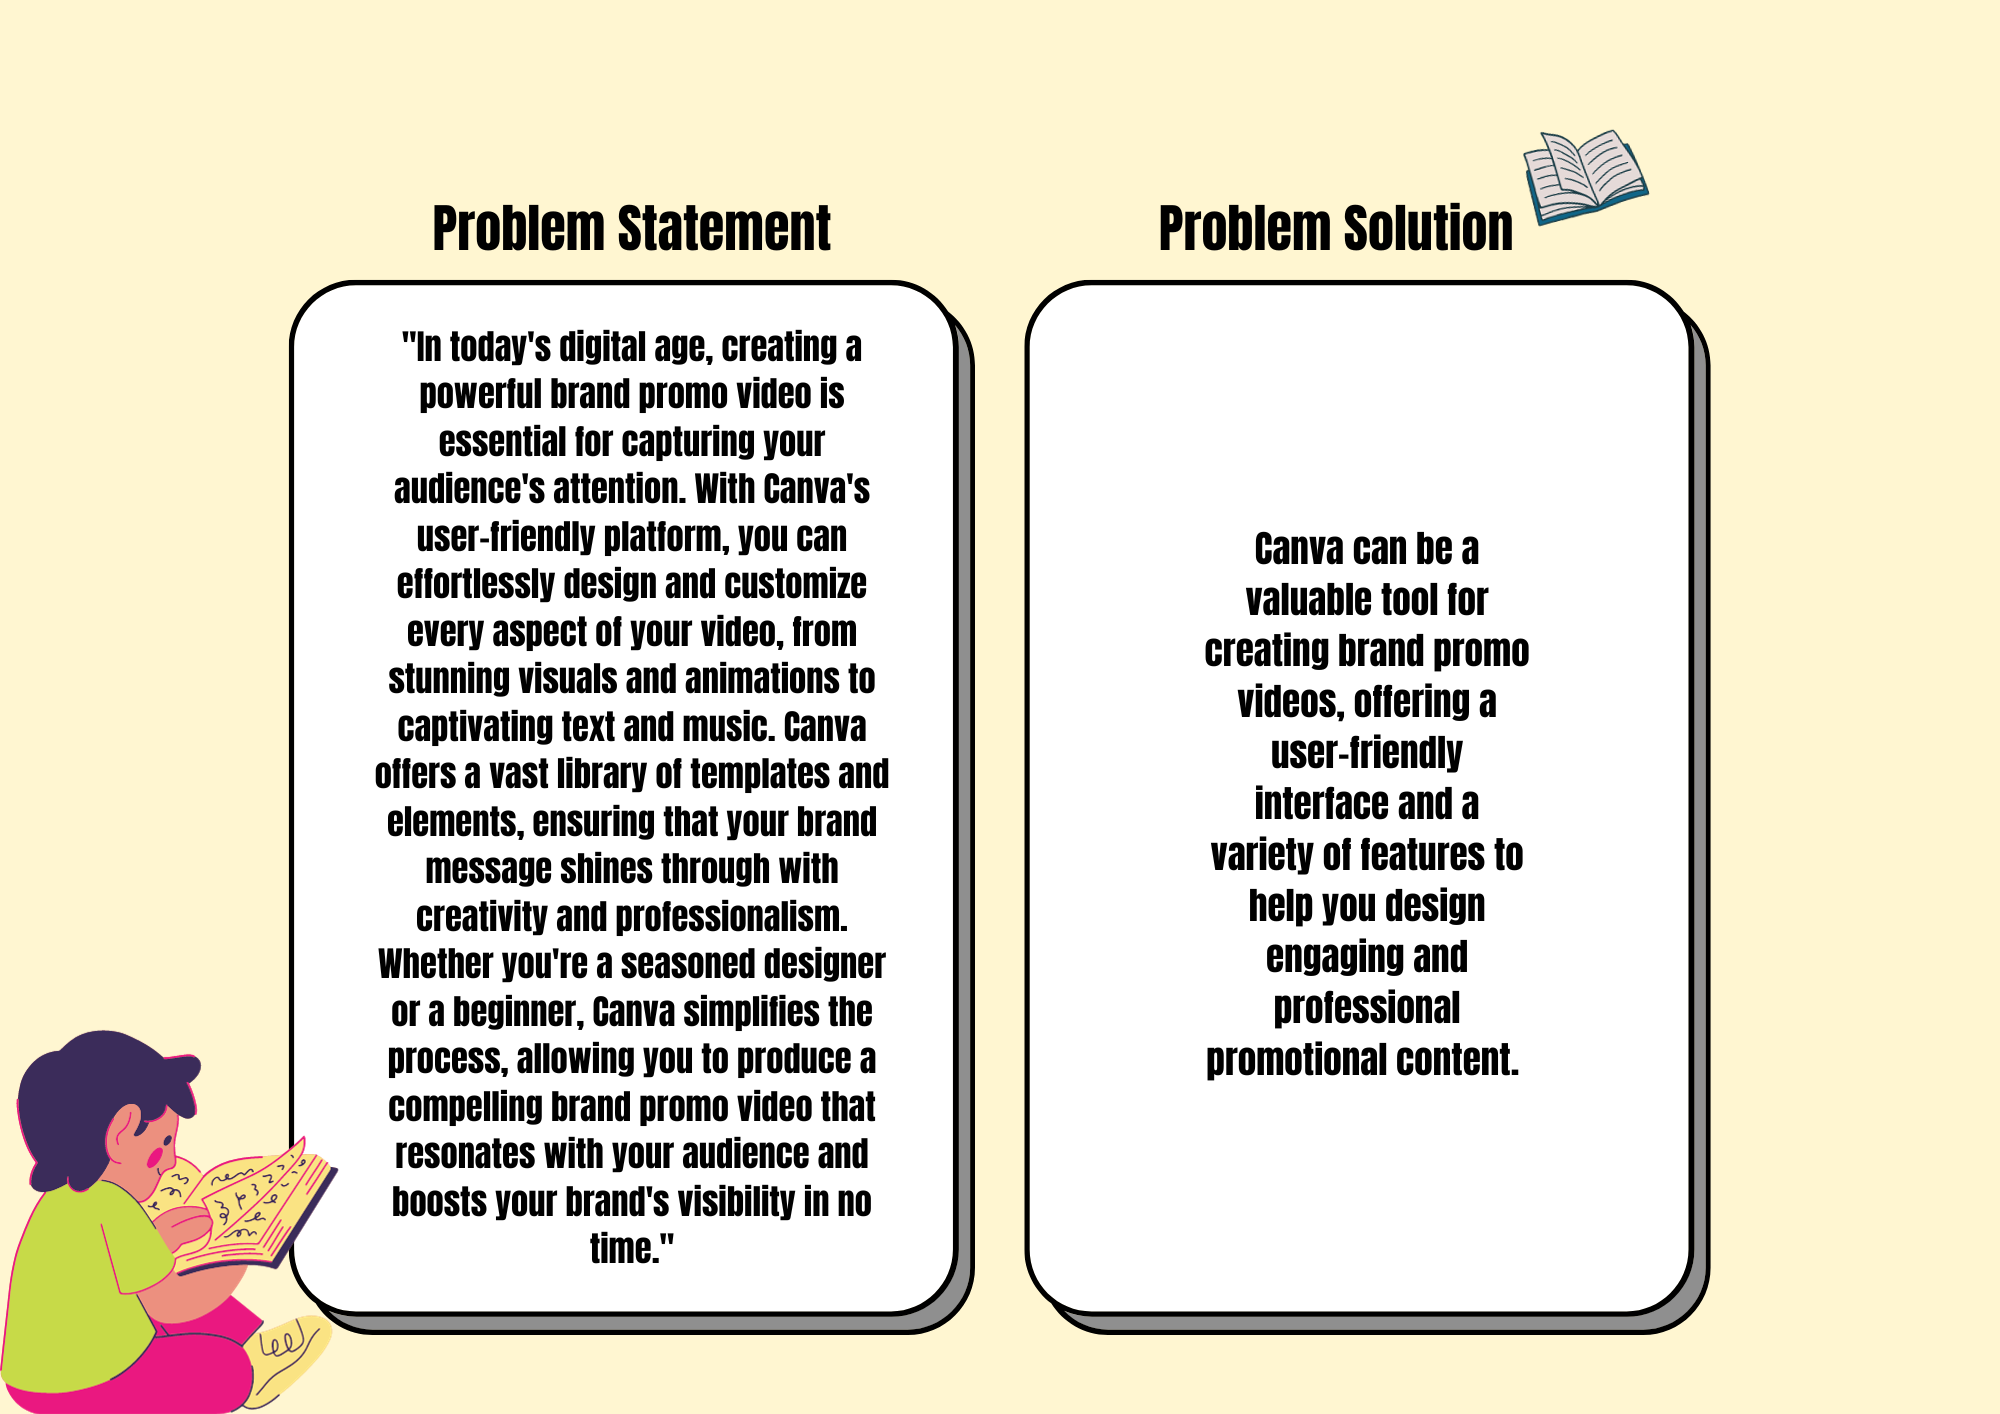 Problem Statement
"In today's digital age, creating a
powerful brand promo video is
essential for capturing your
audience's attention. With Canva's
user-friendly platform, you can
effortlessly design and customize
every aspect of your video, from
stunning visuals and animations to
captivating text and music. Canva
offers a vast library of templates and
elements, ensuring that your brand
message shines through with
creativity and professionalism.
Whether you're a seasoned designer
or a beginner, Canva simplifies the
process, allowing you to produce a
compelling brand promo video that
resonates with your audience and
boosts your brand's visibility in no
time."
Problem Solution
Canva can be a
valuable tool for
creating brand promo
videos, offering a
user-friendly
interface and a
variety of features to
help you design
engaging and
professional
promotional content.